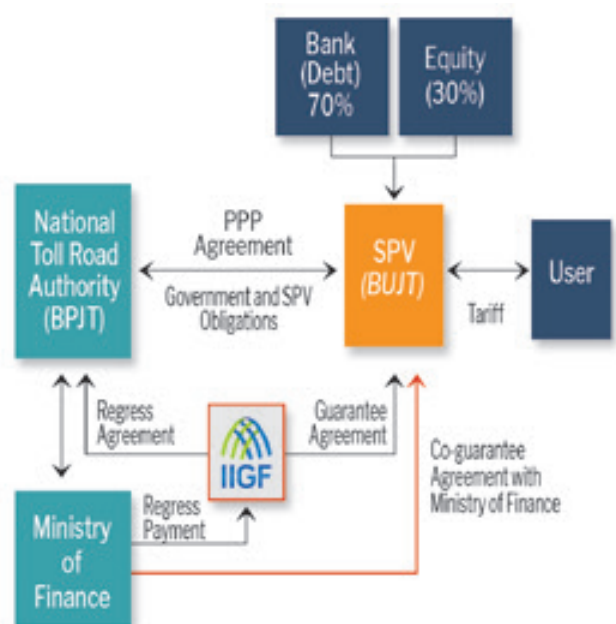 Bank
(Debt)
70%
Equity
(30%)
National
Toll Road
Authority
(BPJT)
PPP
Agreement
Government and SPV
Obligations
SPV
(BUJT)
Tariff
User
Regress
Agreement
IIGF
Guarantee
Agreement
Co-guarantee
Agreement with
Ministry of Finance
Ministry
of
Finance
Regress
Payment